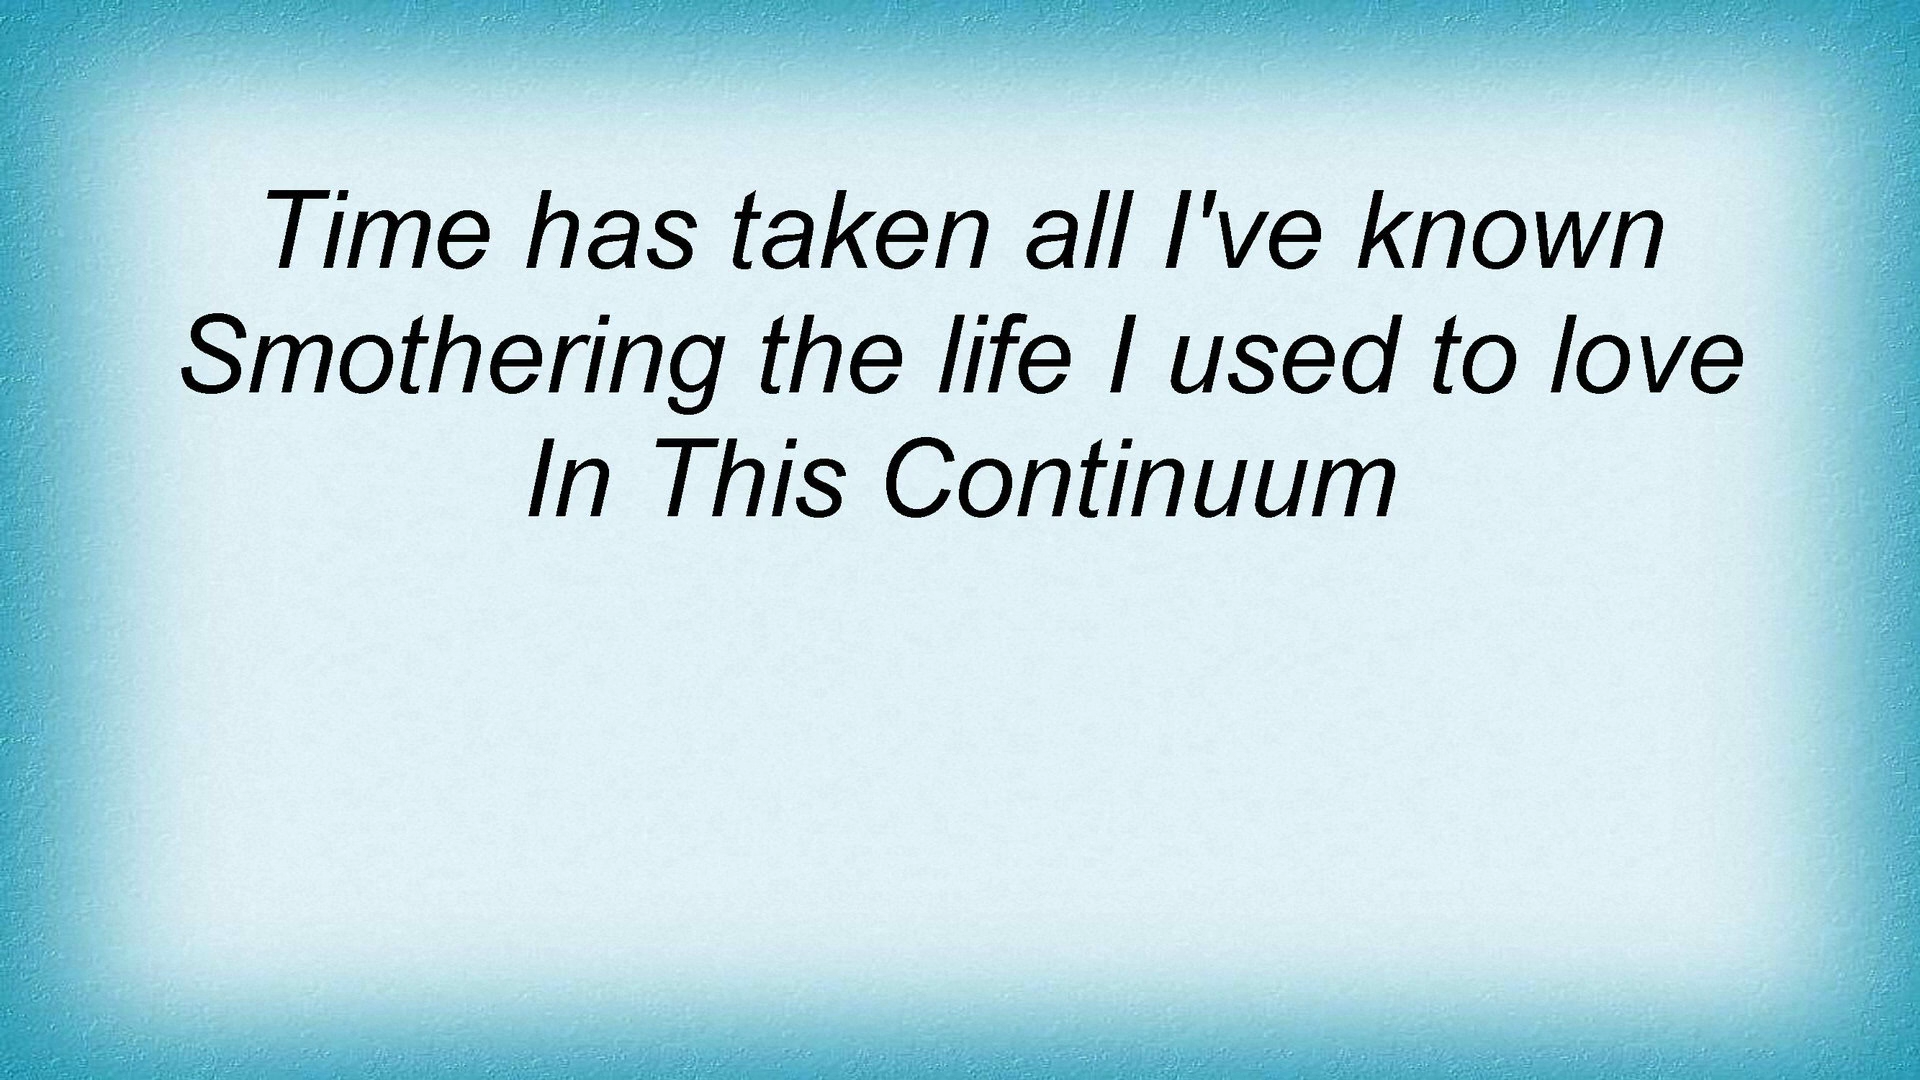 Time has taken all I've known
Smothering the life I used to love
In This Continuum